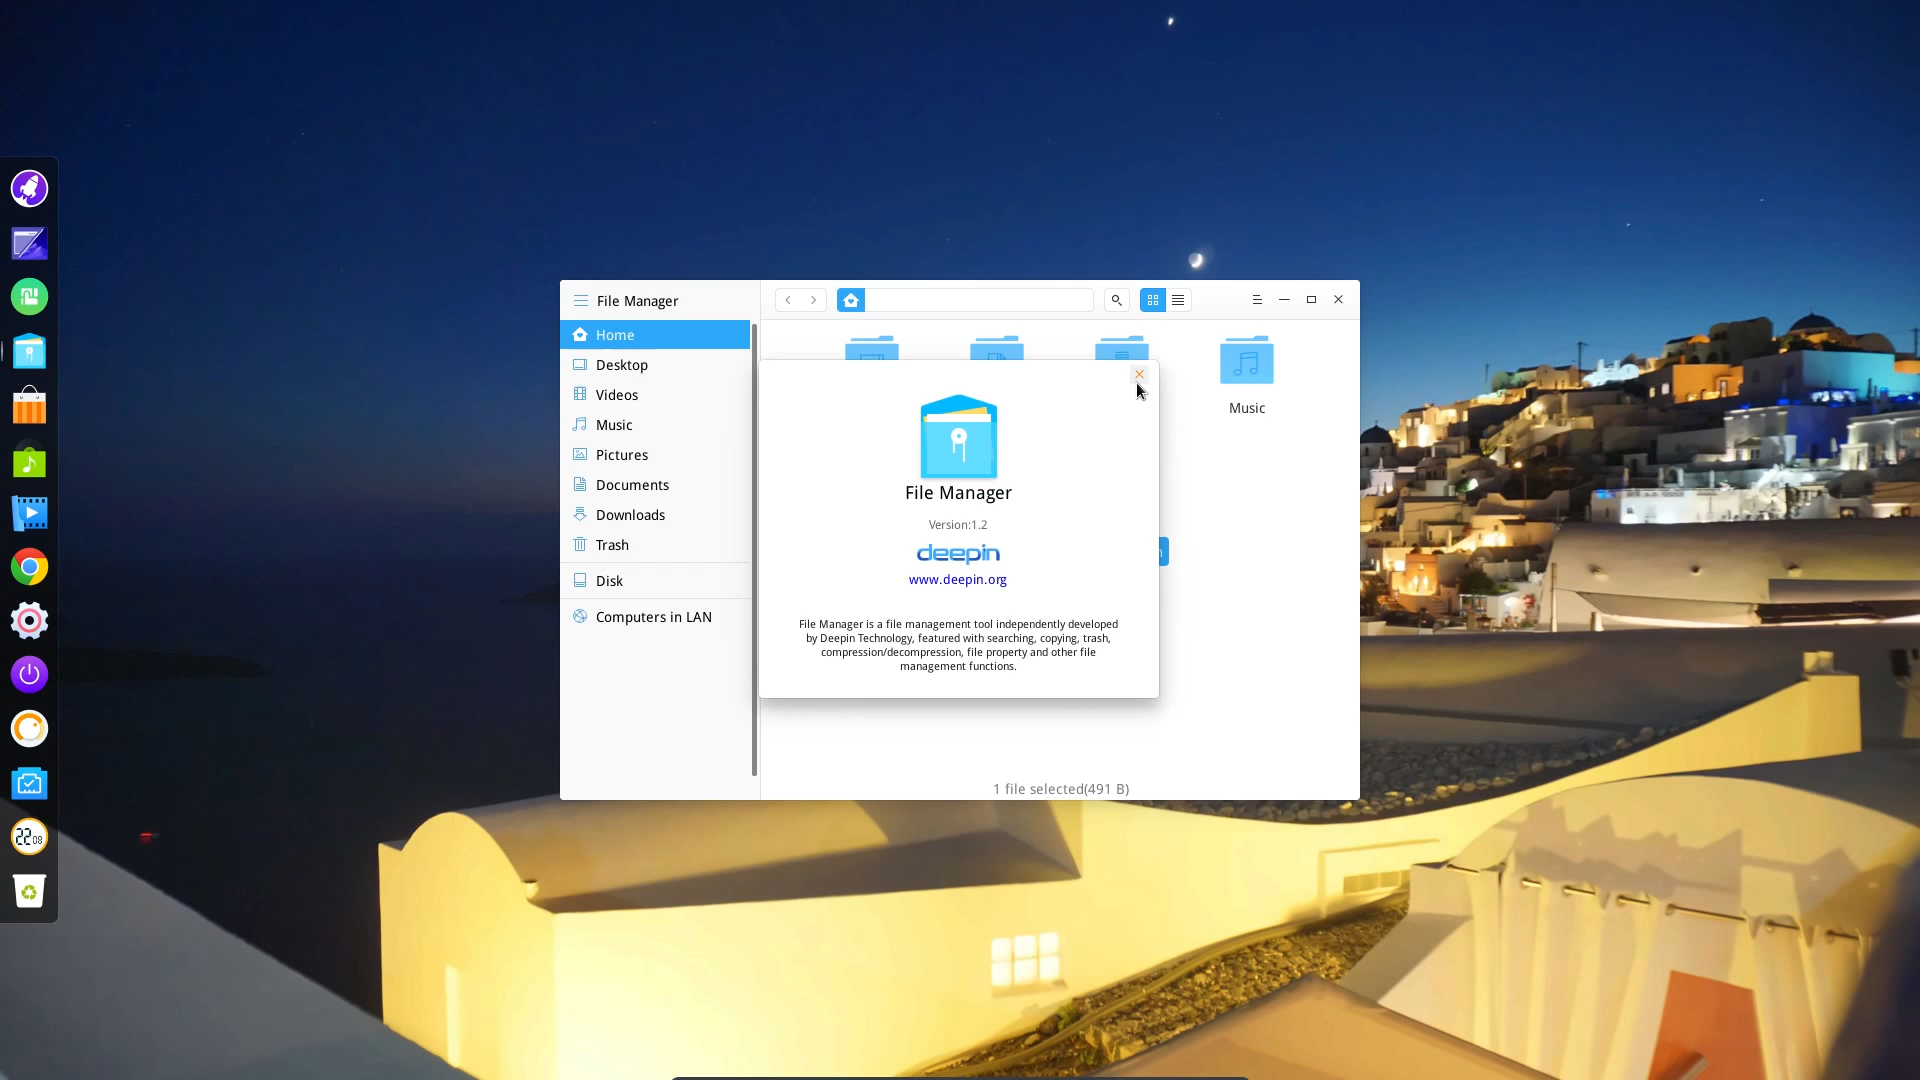 File Manager
Home
Desktop
Videos
Music
Pictures
Documents
Downloads
Trash
Disk
Computers in LAN
Music
File Manager
Version:1.2
deepin
www.deepin.org
File Manager is a file management tool independently developed
by Deepin Technology, featured with searching, copying, trash,
compression/decompression, file property and other file
management functions.
1 file selected(491 B)
22 08